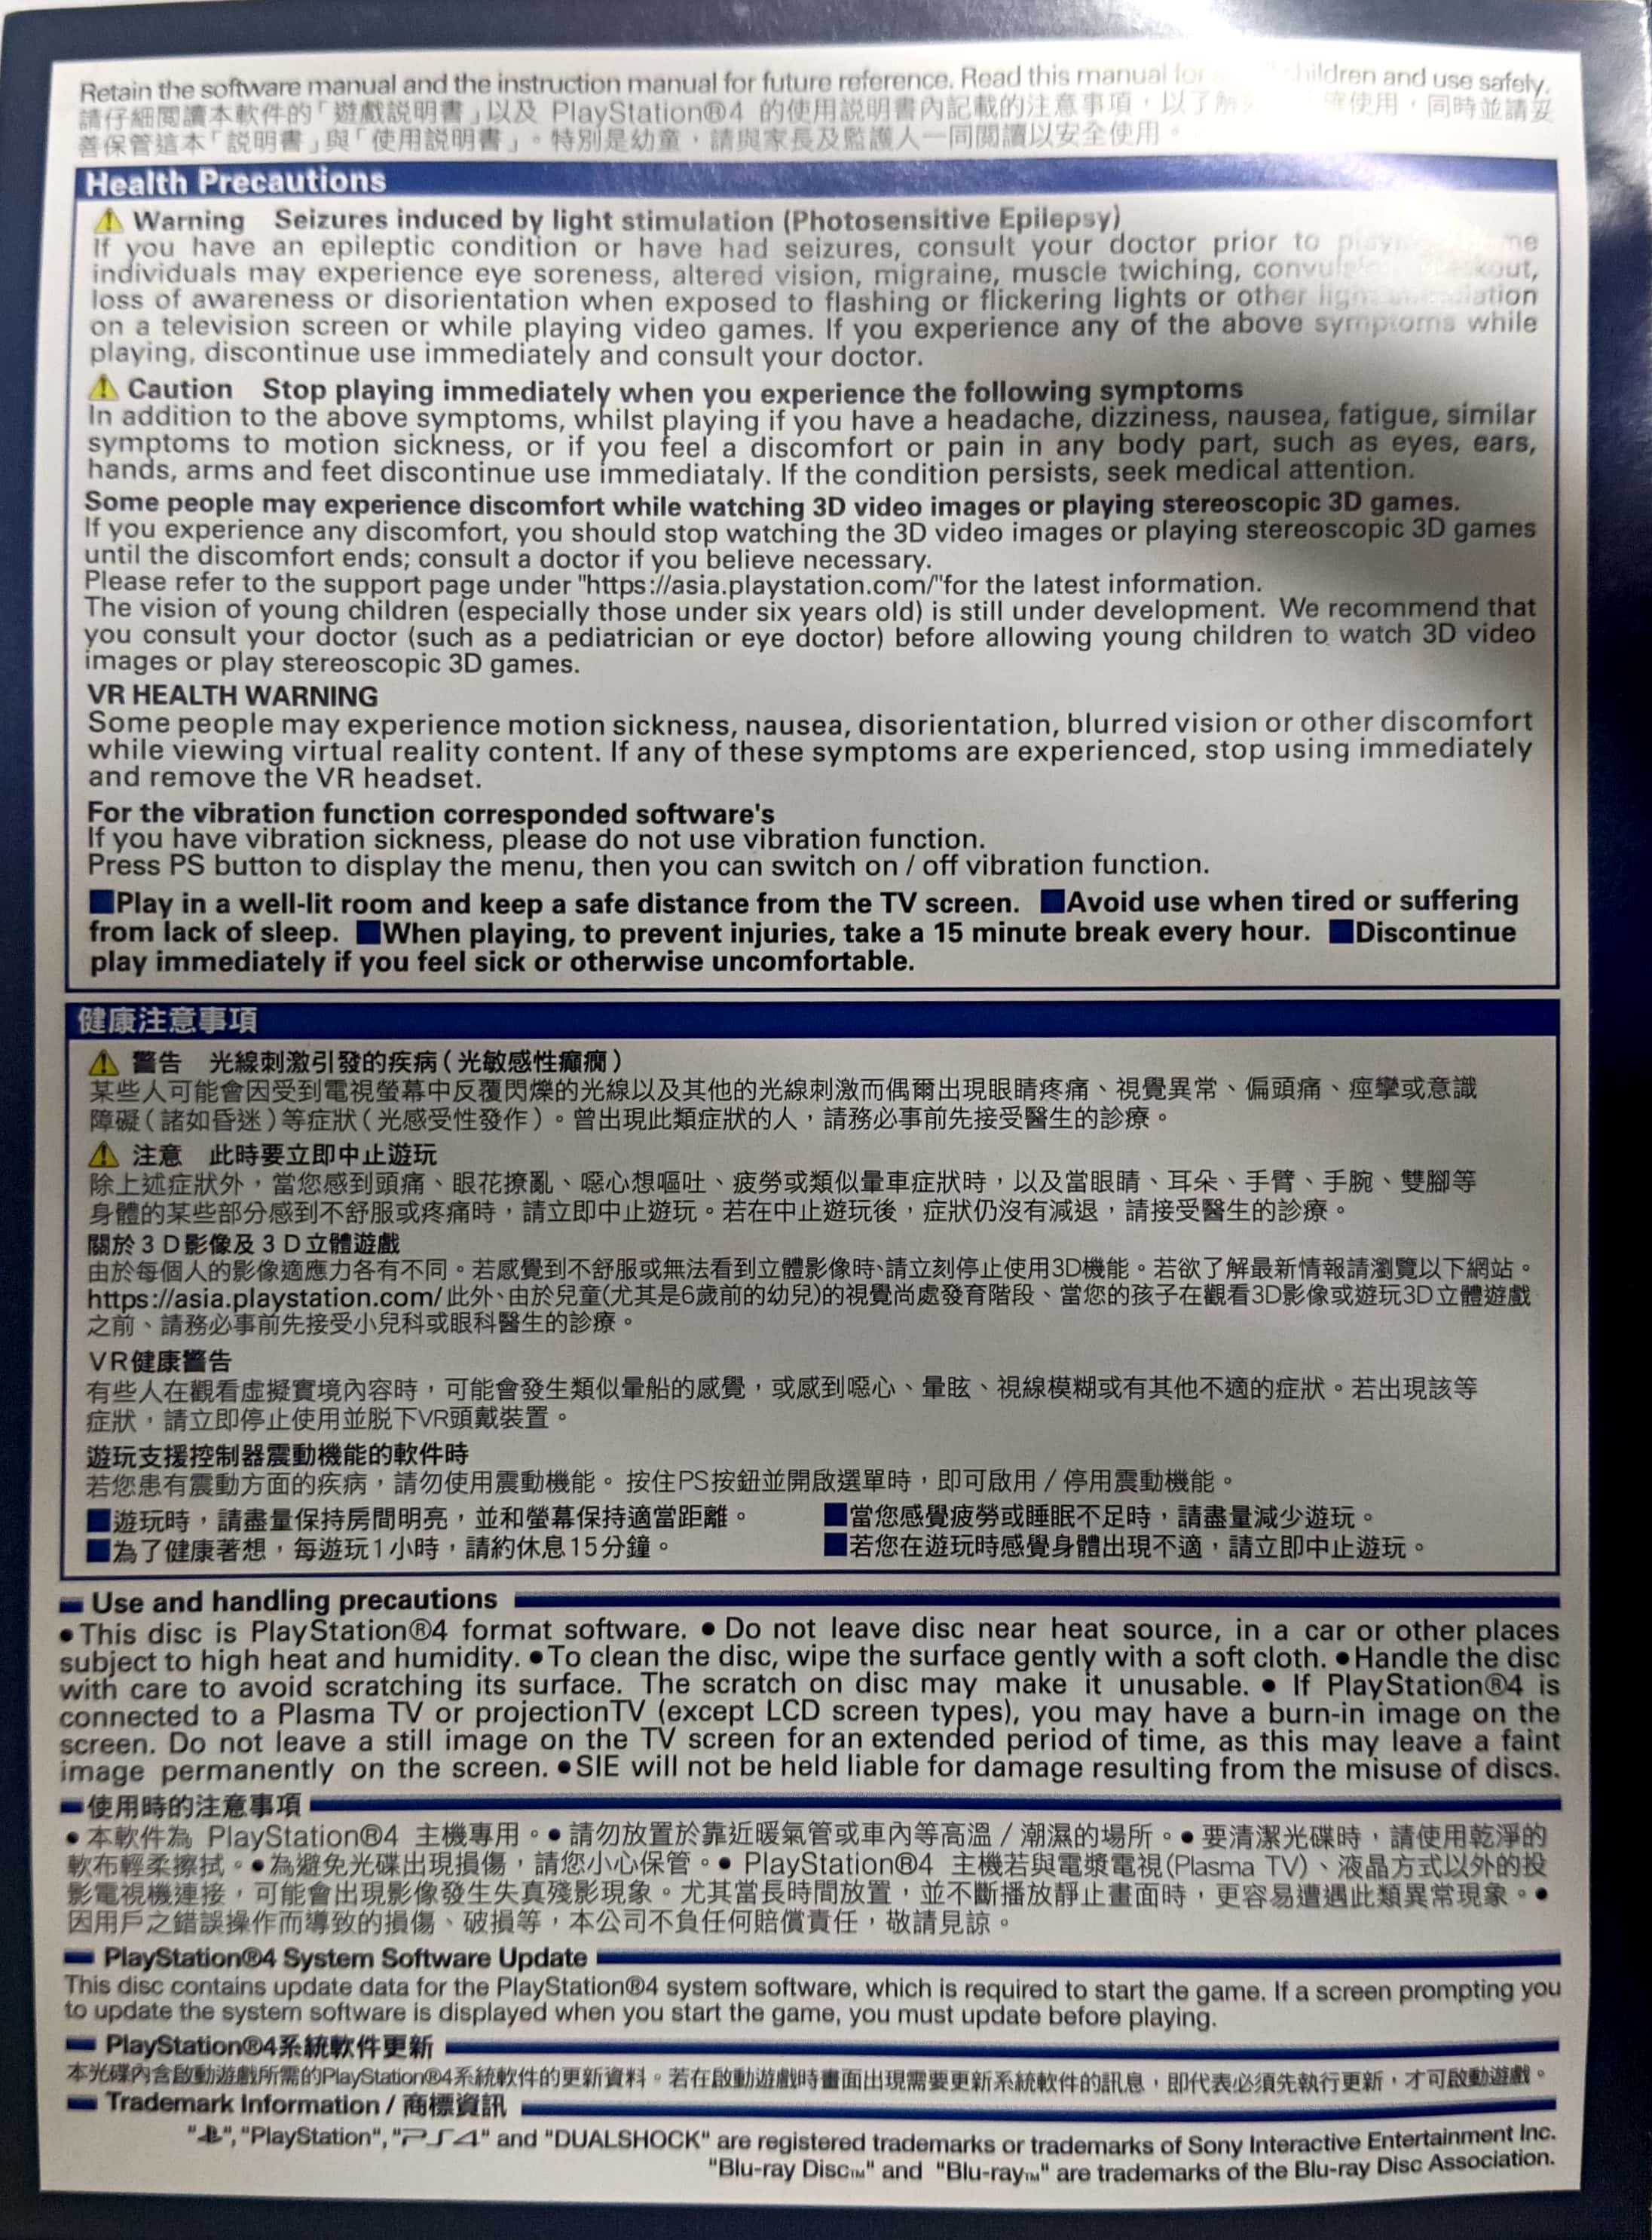 Retain the software manual and the instruction manual for future reference. Read this manual for children and use safely.
請仔細閱讀本軟件的「遊戲説明書」以及 PlayStation®4 的使用説明書內記載的注意事項，以了解 確使用，同時並請妥
善保管這本「説明書」與「使用説明書」。特別是幼童，請與家長及監護人一同閱讀以安全使用。
Health Precautions
⚠ Warning Seizures induced by light stimulation (Photosensitive Epilepsy)
If you have an epileptic condition or have had seizures, consult your doctor prior to
individuals may experience eye soreness, altered vision, migraine, muscle twiching,
loss of awareness or disorientation when exposed to flashing or flickering lights or other
on a television screen or while playing video games. If you experience any of the above symptoms while
playing, discontinue use immediately and consult your doctor.
⚠ Caution Stop playing immediately when you experience the following symptoms
In addition to the above symptoms, whilst playing if you have a headache, dizziness, nausea, fatigue, similar
symptoms to motion sickness, or if you feel a discomfort or pain in any body part, such as eyes, ears,
hands, arms and feet discontinue use immediataly. If the condition persists, seek medical attention.
Some people may experience discomfort while watching 3D video images or playing stereoscopic 3D games.
If you experience any discomfort, you should stop watching the 3D video images or playing stereoscopic 3D games
until the discomfort ends; consult a doctor if you believe necessary.
Please refer to the support page under "https://asia.playstation.com/"for the latest information.
The vision of young children (especially those under six years old) is still under development. We recommend that
you consult your doctor (such as a pediatrician or eye doctor) before allowing young children to watch 3D video
images or play stereoscopic 3D games.
VR HEALTH WARNING
Some people may experience motion sickness, nausea, disorientation, blurred vision or other discomfort
while viewing virtual reality content. If any of these symptoms are experienced, stop using immediately
and remove the VR headset.
For the vibration function corresponded software's
If you have vibration sickness, please do not use vibration function.
Press PS button to display the menu, then you can switch on / off vibration function.
■Play in a well-lit room and keep a safe distance from the TV screen. ■Avoid use when tired or suffering
from lack of sleep. ■When playing, to prevent injuries, take a 15 minute break every hour. ■Discontinue
play immediately if you feel sick or otherwise uncomfortable.
健康注意事項
⚠ 警告 光線刺激引發的疾病（光敏感性癲癇）
某些人可能會因受到電視螢幕中反覆閃爍的光線以及其他的光線刺激而偶爾出現眼睛疼痛、視覺異常、偏頭痛、痙攣或意識
障礙（諸如昏迷）等症狀（光感受性發作）。曾出現此類症狀的人，請務必事前先接受醫生的診療。
⚠ 注意 此時要立即中止遊玩
除上述症狀外，當您感到頭痛、眼花撩亂、噁心想嘔吐、疲勞或類似暈車症狀時，以及當眼睛、耳朵、手臂、手腕、雙腳等
身體的某些部分感到不舒服或疼痛時，請立即中止遊玩。若在中止遊玩後，症狀仍沒有減退，請接受醫生的診療。
關於３Ｄ影像及３Ｄ立體遊戲
由於每個人的影像適應力各有不同。若感覺到不舒服或無法看到立體影像時、請立刻停止使用3D機能。若欲了解最新情報請瀏覽以下網站。
https://asia.playstation.com/ 此外、由於兒童(尤其是6歲前的幼兒)的視覺尚處發育階段、當您的孩子在觀看3D影像或遊玩3D立體遊戲
之前、請務必事前先接受小兒科或眼科醫生的診療。
VR健康警告
有些人在觀看虛擬實境內容時，可能會發生類似暈船的感覺，或感到噁心、暈眩、視線模糊或有其他不適的症狀。若出現該等
症狀，請立即停止使用並脱下VR頭戴裝置。
遊玩支援控制器震動機能的軟件時
若您患有震動方面的疾病，請勿使用震動機能。 按住PS按鈕並開啟選單時，即可啟用 / 停用震動機能。
■遊玩時，請盡量保持房間明亮，並和螢幕保持適當距離。 ■當您感覺疲勞或睡眠不足時，請盡量減少遊玩。
■為了健康著想，每遊玩1小時，請約休息15分鐘。 ■若您在遊玩時感覺身體出現不適，請立即中止遊玩。
Use and handling precautions
●This disc is PlayStation®4 format software. ● Do not leave disc near heat source, in a car or other places
subject to high heat and humidity. ●To clean the disc, wipe the surface gently with a soft cloth. ●Handle the disc
with care to avoid scratching its surface. The scratch on disc may make it unusable. ● If PlayStation®4 is
connected to a Plasma TV or projectionTV (except LCD screen types), you may have a burn-in image on the
screen. Do not leave a still image on the TV screen for an extended period of time, as this may leave a faint
image permanently on the screen. ●SIE will not be held liable for damage resulting from the misuse of discs.
使用時的注意事項
● 本軟件為 PlayStation®4 主機專用。● 請勿放置於靠近暖氣管或車內等高溫 / 潮濕的場所。● 要清潔光碟時，請使用乾淨的
軟布輕柔擦拭。● 為避免光碟出現損傷，請您小心保管。● PlayStation®4 主機若與電漿電視(Plasma TV)、液晶方式以外的投
影電視機連接，可能會出現影像發生失真殘影現象。尤其當長時間放置，並不斷播放靜止畫面時，更容易遭遇此類異常現象。●
因用戶之錯誤操作而導致的損傷、破損等，本公司不負任何賠償責任，敬請見諒。
PlayStation®4 System Software Update
This disc contains update data for the PlayStation®4 system software, which is required to start the game. If a screen prompting you
to update the system software is displayed when you start the game, you must update before playing.
PlayStation®4系統軟件更新
本光碟內含啟動遊戲所需的PlayStation®4系統軟件的更新資料。若在啟動遊戲時畫面出現需要更新系統軟件的訊息，即代表必須先執行更新，才可啟動遊戲。
Trademark Information / 商標資訊
"", "PlayStation", "PS4" and "DUALSHOCK" are registered trademarks or trademarks of Sony Interactive Entertainment Inc.
"Blu-ray Disc™" and "Blu-ray™" are trademarks of the Blu-ray Disc Association.